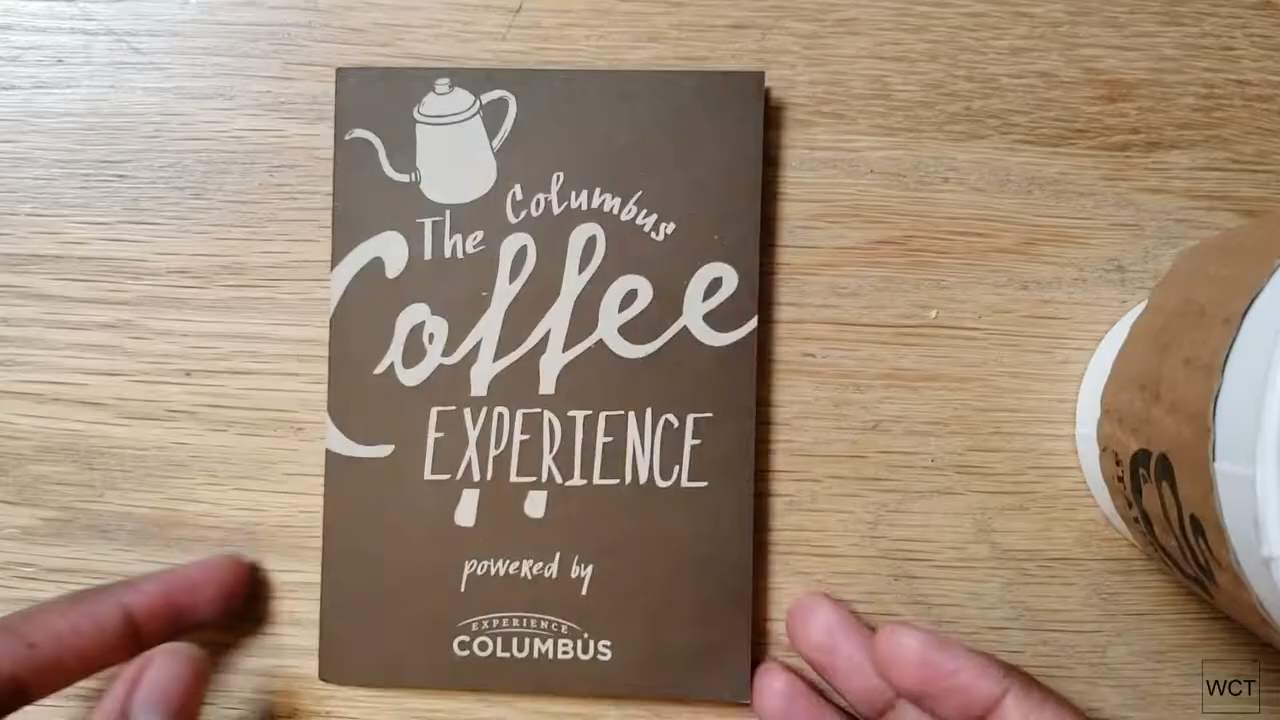 The Columbus
Coffee
EXPERIENCE
powered by
EXPERIENCE
COLUMBUS
WCT